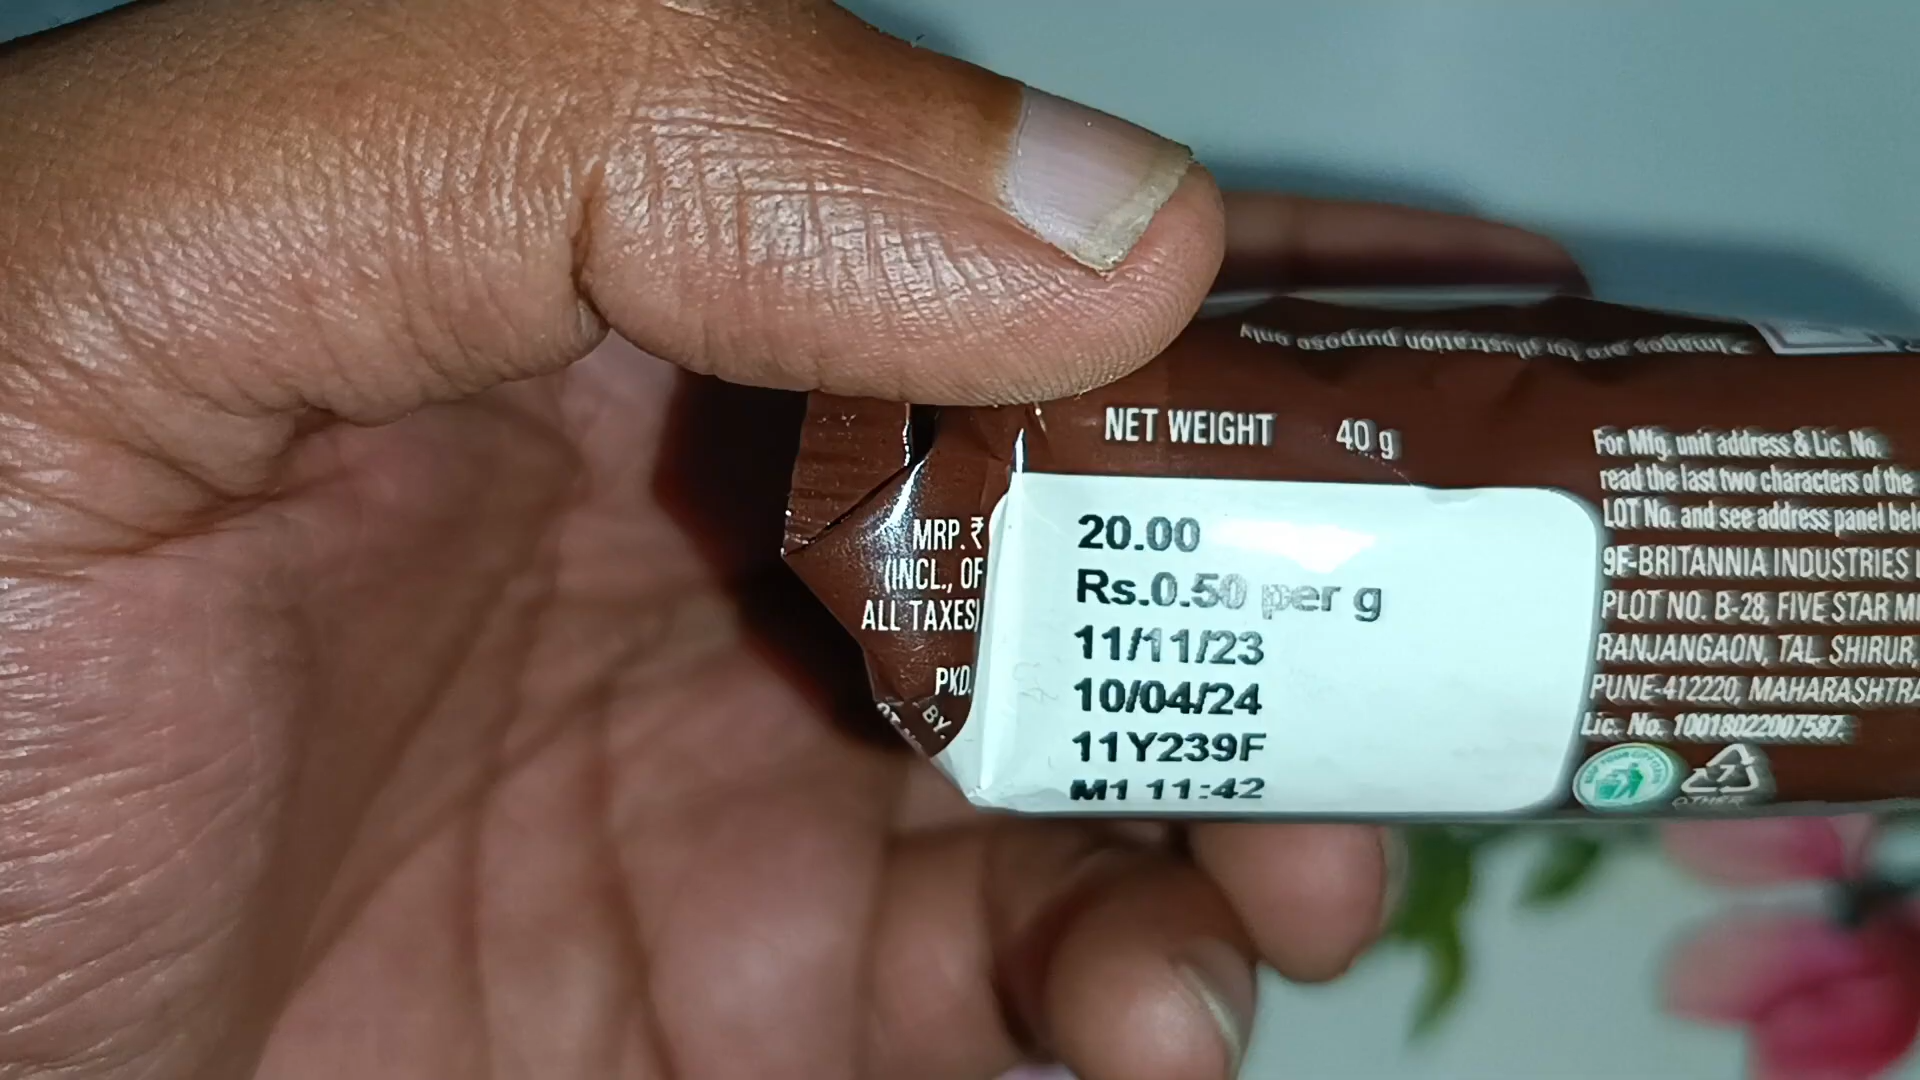 *Images are for illustration purpose only
NET WEIGHT 40 g
MRP. ₹ 20.00
(INCL., OF Rs.0.50 per g
ALL TAXES) 11/11/23
PKD. 10/04/24
BY. 11Y239F
M1 11:42
For Mfg. unit address & Lic. No.
read the last two characters of the
LOT No. and see address panel
9F-BRITANNIA INDUSTRIES
PLOT NO. B-28, FIVE STAR
RANJANGAON, TAL. SHIRUR,
PUNE-412220, MAHARASHTRA
Lic. No. 10018022007587.
7
OTHER